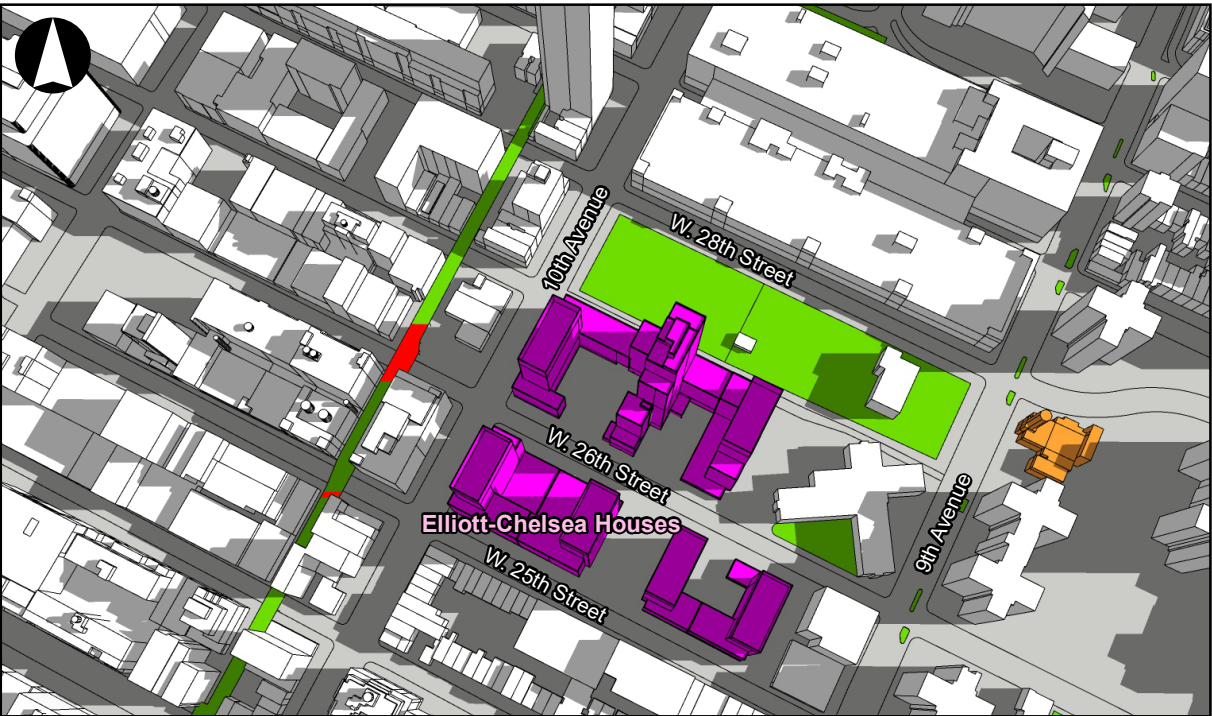 10th Avenue
W. 28th Street
W. 26th Street
Elliott-Chelsea Houses
W. 25th Street
9th Avenue